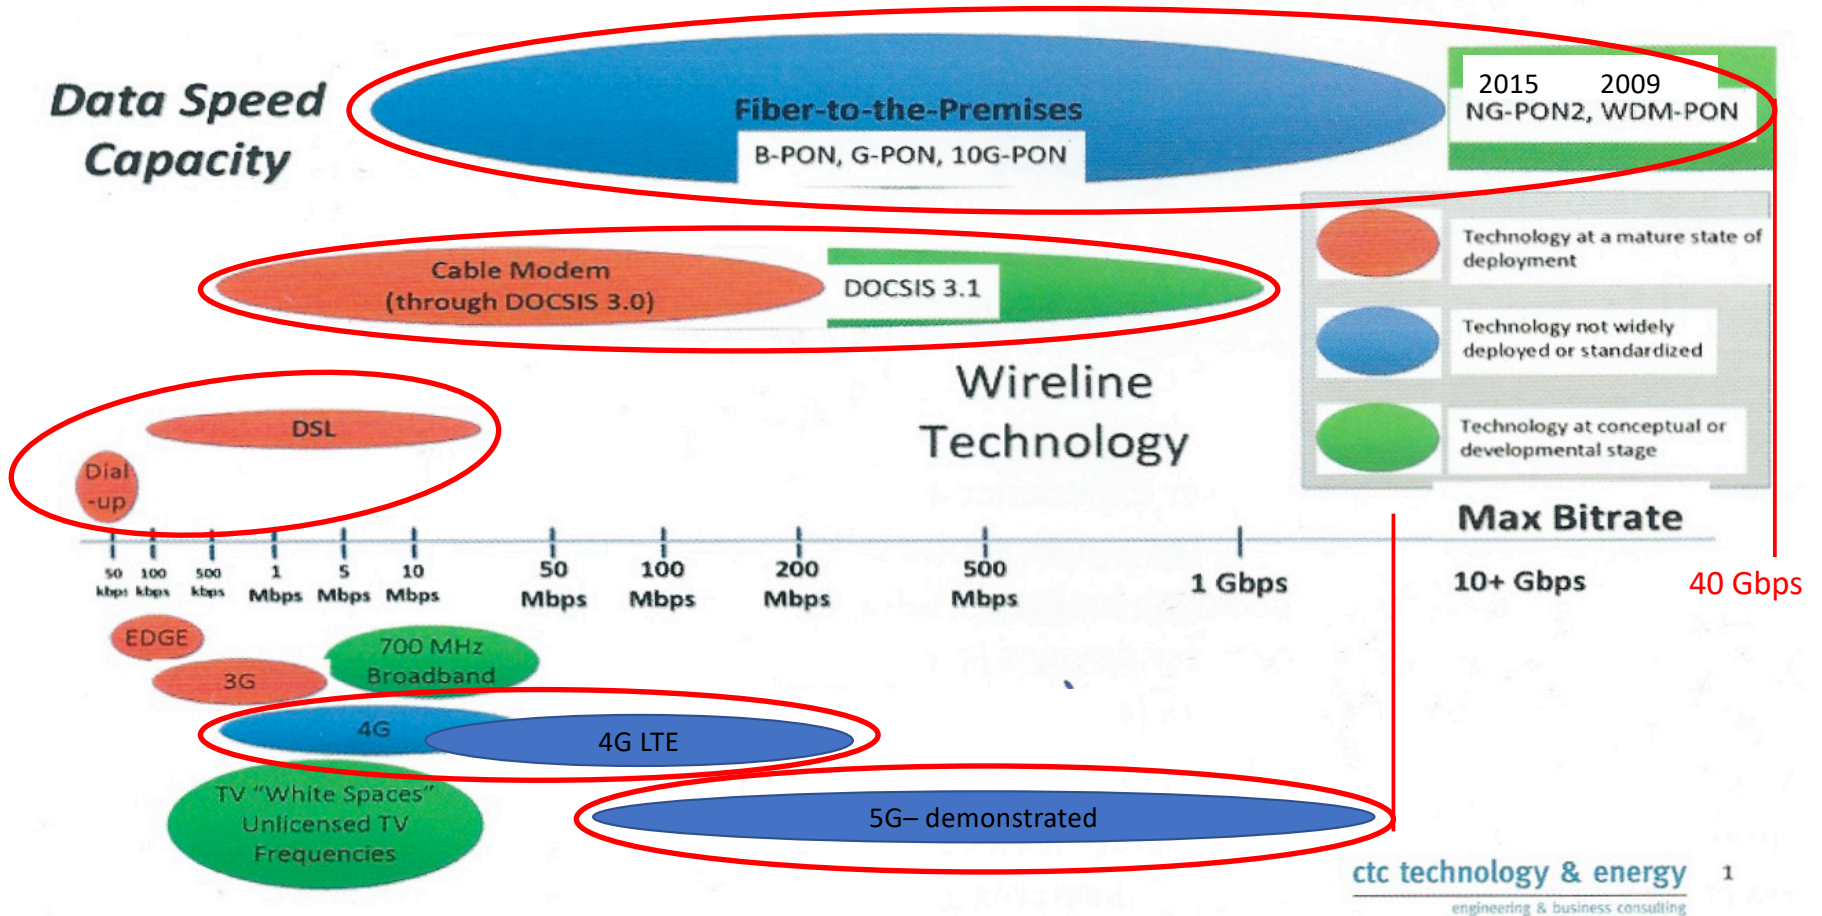 Data Speed
Capacity
Fiber-to-the-Premises
B-PON, G-PON, 10G-PON
2015 2009
NG-PON2, WDM-PON
Cable Modem
(through DOCSIS 3.0)
DOCSIS 3.1
Technology at a mature state of
deployment
Technology not widely
deployed or standardized
Technology at conceptual or
developmental stage
Wireline
Technology
DSL
Dial
-up
Max Bitrate
50
kbps
100
kbps
500
kbps
1
Mbps
5
Mbps
10
Mbps
50
Mbps
100
Mbps
200
Mbps
500
Mbps
1 Gbps
10+ Gbps
40 Gbps
EDGE
3G
700 MHz
Broadband
4G
4G LTE
TV “White Spaces”
Unlicensed TV
Frequencies
5G– demonstrated
ctc technology & energy
engineering & business consulting
1